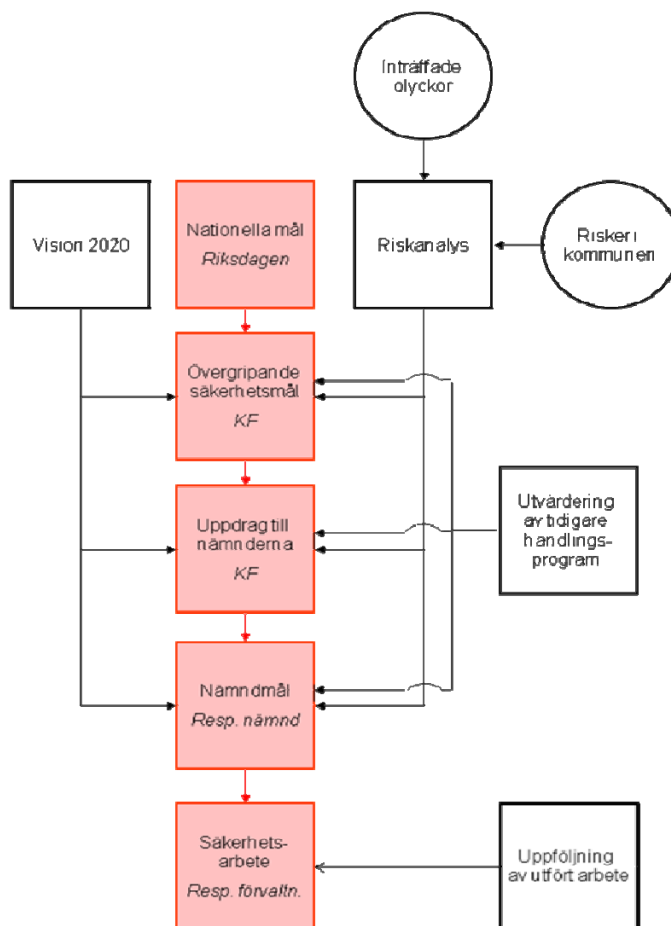 Inträffade
olyckor
Vision 2020
Nationella mål
Riksdagen
Riskanalys
Risker i
kommunen
Övergripande
säkerhetsmål
KF
Uppdrag till
nämnderna
KF
Utvärdering
av tidigare
handlings-
program
Nämndmål
Resp. nämnd
Säkerhets-
arbete
Resp. förvaltn.
Uppföljning
av utfört arbete